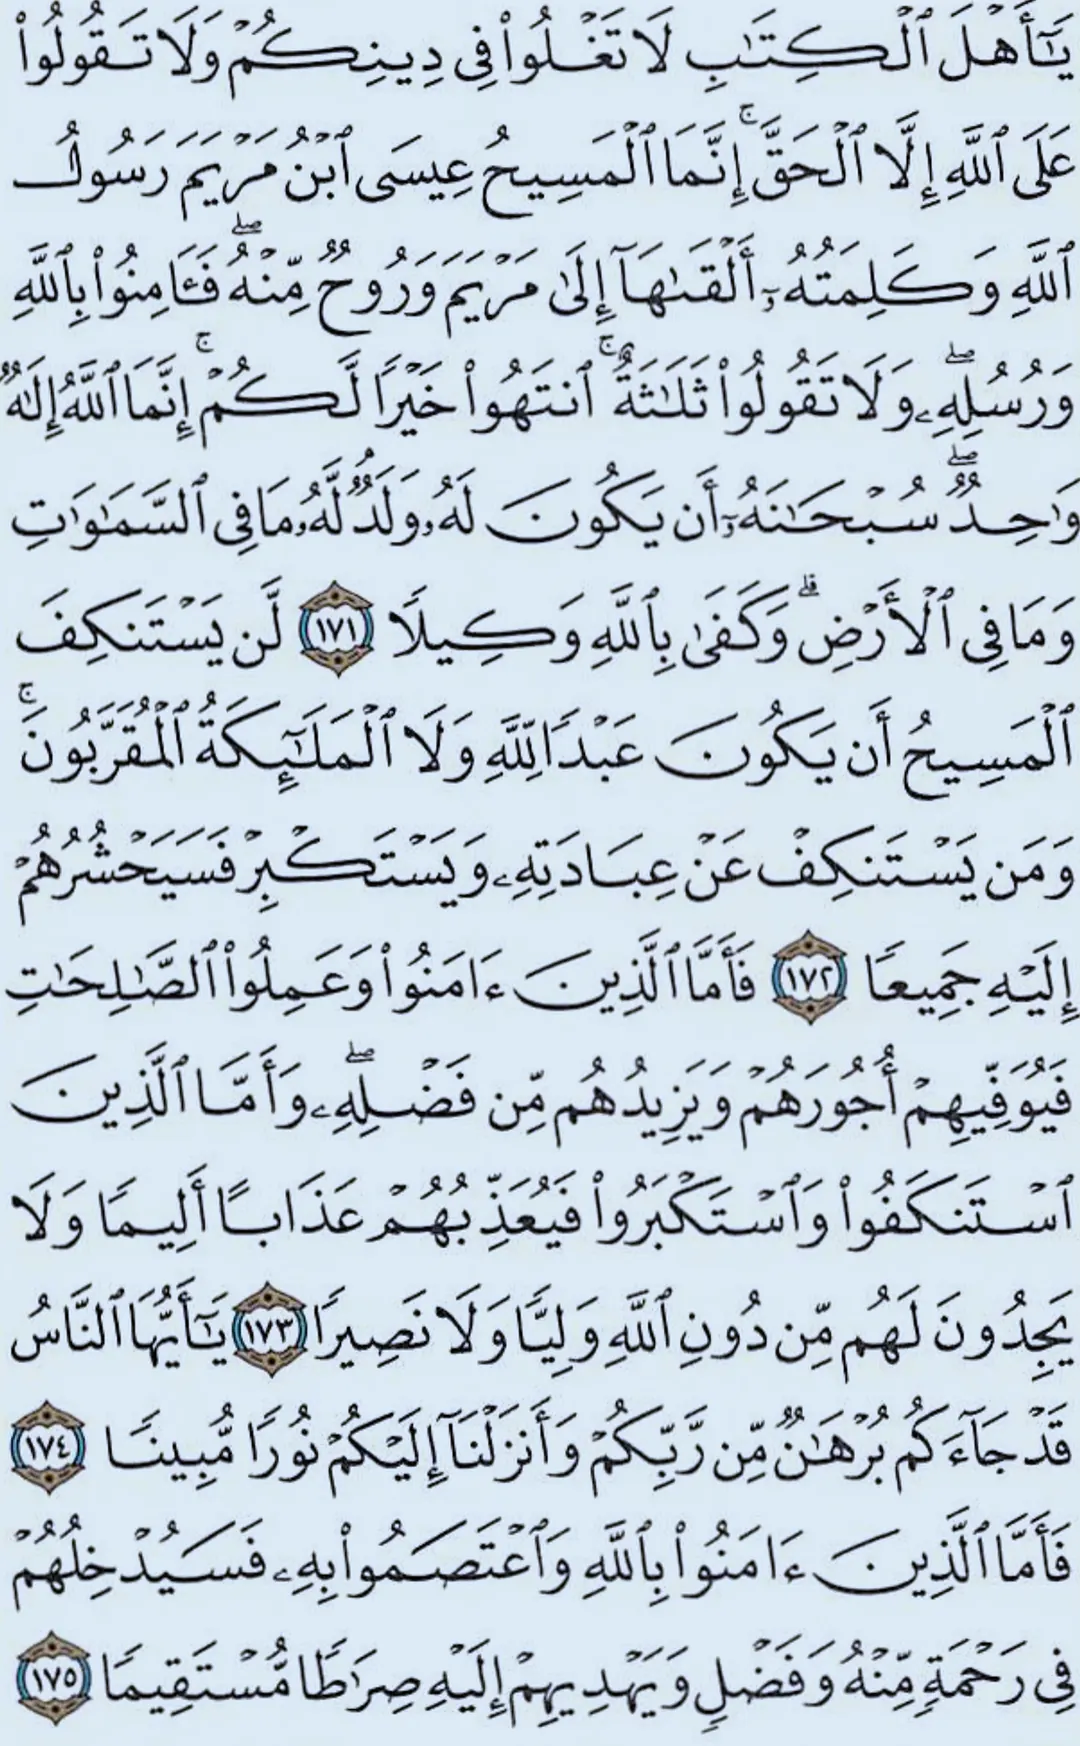 يَـٰٓأَهْلَ ٱلْكِتَـٰبِ لَا تَغْلُوا۟ فِى دِينِكُمْ وَلَا تَقُولُوا۟
عَلَى ٱللَّهِ إِلَّا ٱلْحَقَّ ۚ إِنَّمَا ٱلْمَسِيحُ عِيسَى ٱبْنُ مَرْيَمَ رَسُولُ
ٱللَّهِ وَكَلِمَتُهُۥٓ أَلْقَىٰهَآ إِلَىٰ مَرْيَمَ وَرُوحٌ مِّنْهُ ۖ فَـَٔامِنُوا۟ بِٱللَّهِ
وَرُسُلِهِۦ ۖ وَلَا تَقُولُوا۟ ثَلَـٰثَةٌ ۚ ٱنتَهُوا۟ خَيْرًا لَّكُمْ ۚ إِنَّمَا ٱللَّهُ إِلَـٰهٌ
وَٰحِدٌ ۖ سُبْحَـٰنَهُۥٓ أَن يَكُونَ لَهُۥ وَلَدٌ ۘ لَّهُۥ مَا فِى ٱلسَّمَـٰوَٰتِ
وَمَا فِى ٱلْأَرْضِ ۗ وَكَفَىٰ بِٱللَّهِ وَكِيلًا ١٧١ لَّن يَسْتَنكِفَ
ٱلْمَسِيحُ أَن يَكُونَ عَبْدًا لِّلَّهِ وَلَا ٱلْمَلَـٰٓئِكَةُ ٱلْمُقَرَّبُونَ ۚ
وَمَن يَسْتَنكِفْ عَنْ عِبَادَتِهِۦ وَيَسْتَكْبِرْ فَسَيَحْشُرُهُمْ
إِلَيْهِ جَمِيعًا ١٧٢ فَأَمَّا ٱلَّذِينَ ءَامَنُوا۟ وَعَمِلُوا۟ ٱلصَّـٰلِحَـٰتِ
فَيُوَفِّيهِمْ أُجُورَهُمْ وَيَزِيدُهُم مِّن فَضْلِهِۦ ۖ وَأَمَّا ٱلَّذِينَ
ٱسْتَنكَفُوا۟ وَٱسْتَكْبَرُوا۟ فَيُعَذِّبُهُمْ عَذَابًا أَلِيمًا وَلَا
يَجِدُونَ لَهُم مِّن دُونِ ٱللَّهِ وَلِيًّا وَلَا نَصِيرًا ١٧٣ يَـٰٓأَيُّهَا ٱلنَّاسُ
قَدْ جَآءَكُم بُرْهَـٰنٌ مِّن رَّبِّكُمْ وَأَنزَلْنَآ إِلَيْكُمْ نُورًا مُّبِينًا ١٧٤
فَأَمَّا ٱلَّذِينَ ءَامَنُوا۟ بِٱللَّهِ وَٱعْتَصَمُوا۟ بِهِۦ فَسَيُدْخِلُهُمْ
فِى رَحْمَةٍ مِّنْهُ وَفَضْلٍ وَيَهْدِيهِمْ إِلَيْهِ صِرَٰطًا مُّسْتَقِيمًا ١٧٥